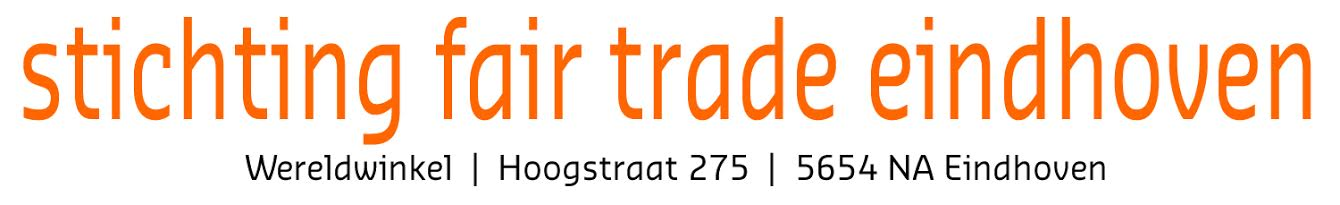 stichting fair trade eindhoven
Wereldwinkel | Hoogstraat 275 | 5654 NA Eindhoven